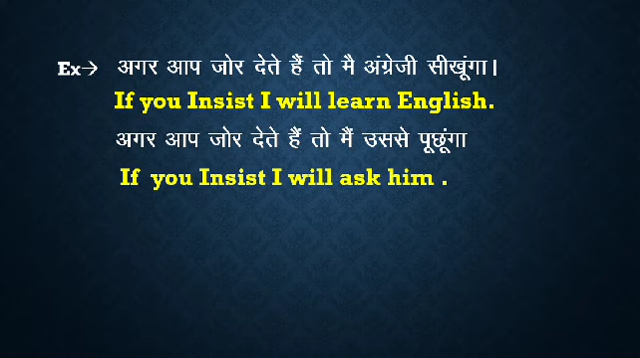 Ex→ अगर आप जोर देते हैं तो मै अंग्रेजी सीखूंगा।
If you Insist I will learn English.
अगर आप जोर देते हैं तो मैं उससे पूछूंगा
If you Insist I will ask him .